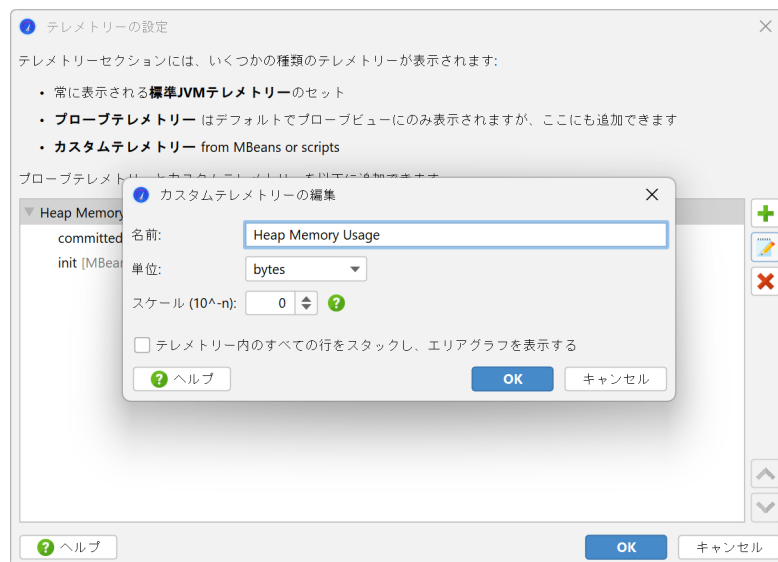 テレメトリーの設定
テレメトリーセクションには、いくつかの種類のテレメトリーが表示されます:
• 常に表示される標準JVMテレメトリーのセット
• プローブテレメトリー はデフォルトでプローブビューにのみ表示されますが、ここにも追加できます
• カスタムテレメトリー from MBeans or scripts
プローブテレメトリーとカスタムテレメトリーを以下に追加できます
Heap Memory
committed
init [MBean
カスタムテレメトリーの編集
名前: Heap Memory Usage
単位: bytes
スケール (10^-n): 0
テレメトリー内のすべての行をスタックし、エリアグラフを表示する
ヘルプ OK キャンセル
ヘルプ OK キャンセル